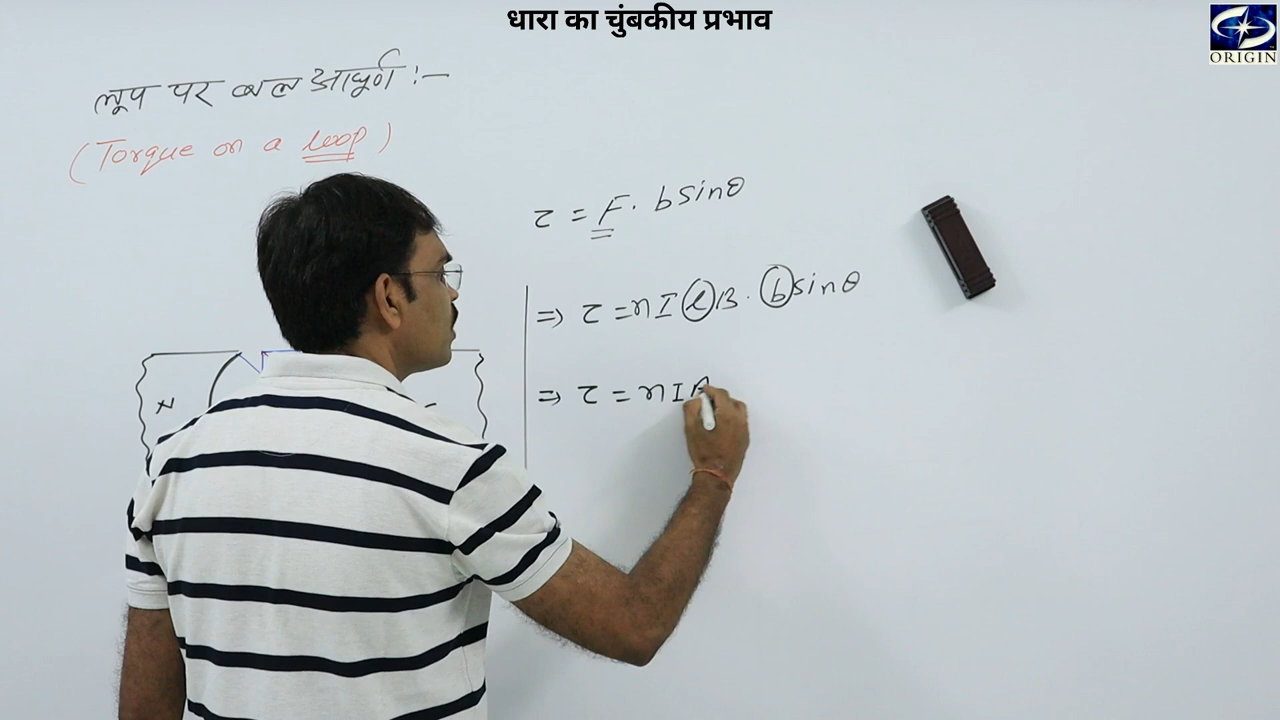 धारा का चुंबकीय प्रभाव
ORIGIN
लूप पर बल आघूर्ण :-
(Torque on a loop)
τ = F . b sinθ
⇒ τ = n I l B . b sinθ
⇒ τ = n I A
N